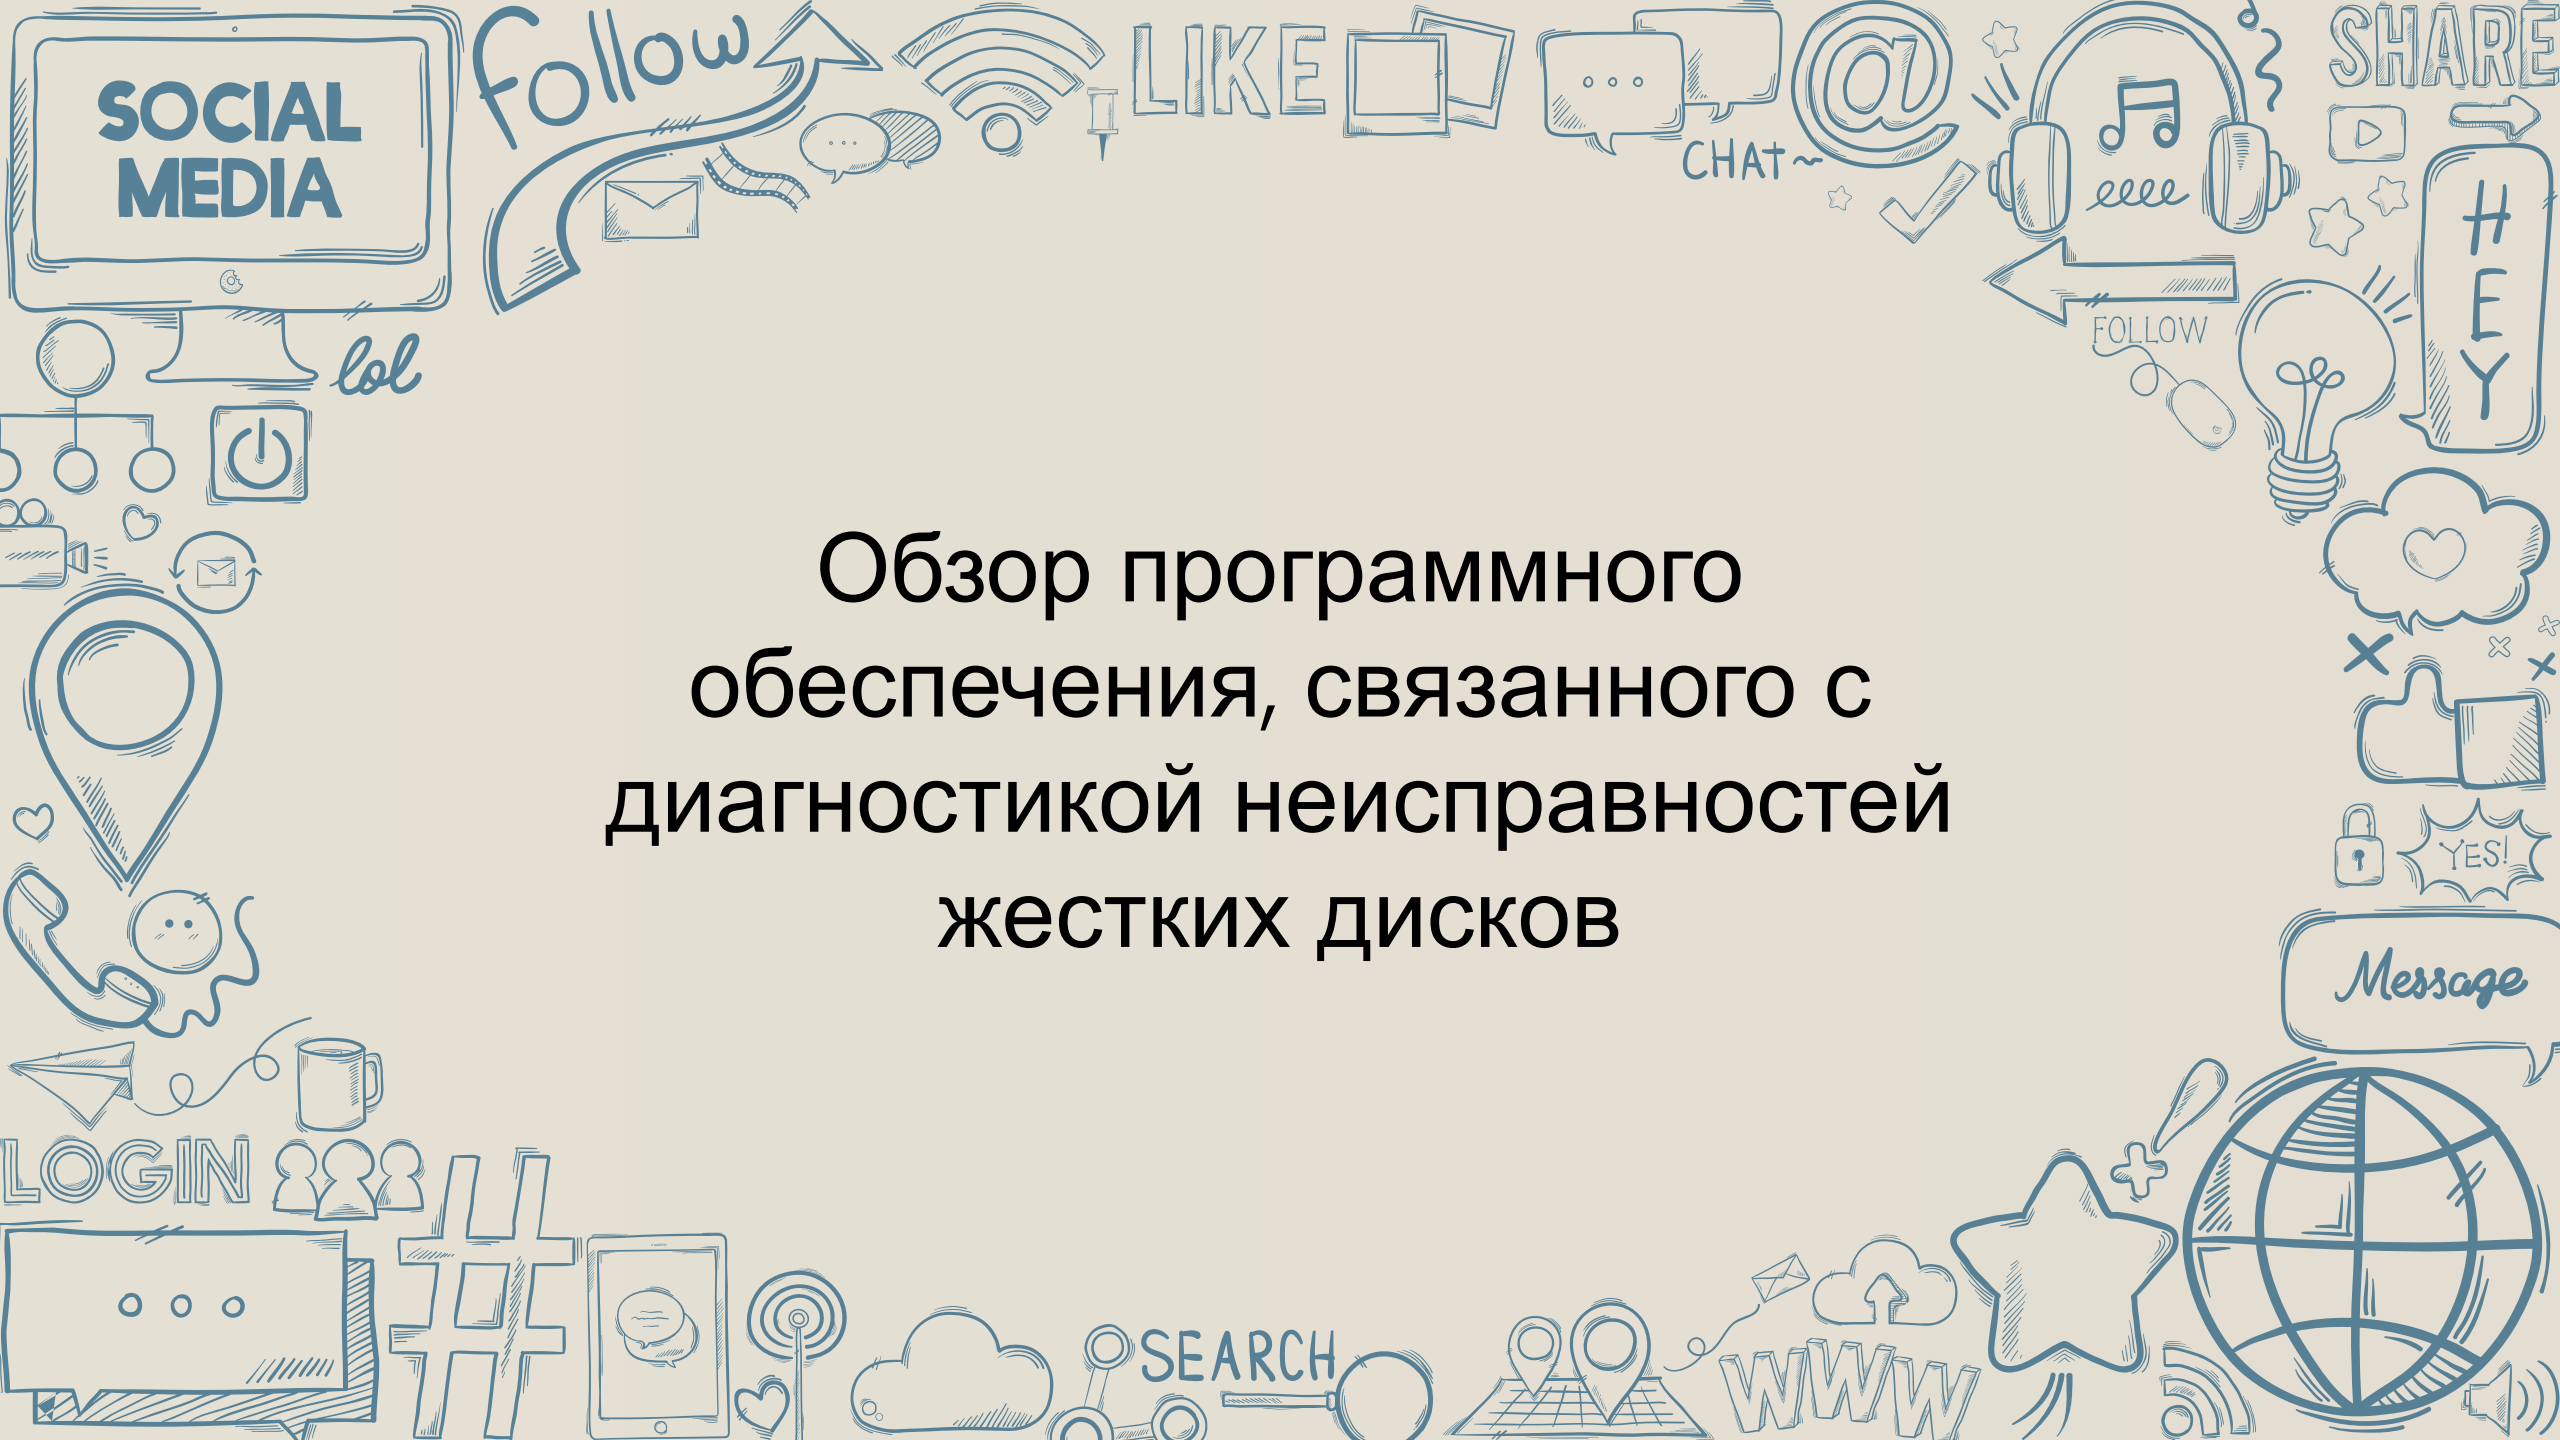 SOCIAL
MEDIA
Follow
LIKE
CHAT~
@
SHARE
HEY
FOLLOW
lol
Обзор программного
обеспечения, связанного с
диагностикой неисправностей
жестких дисков
YES!
Message
LOGIN
#
SEARCH
WWW